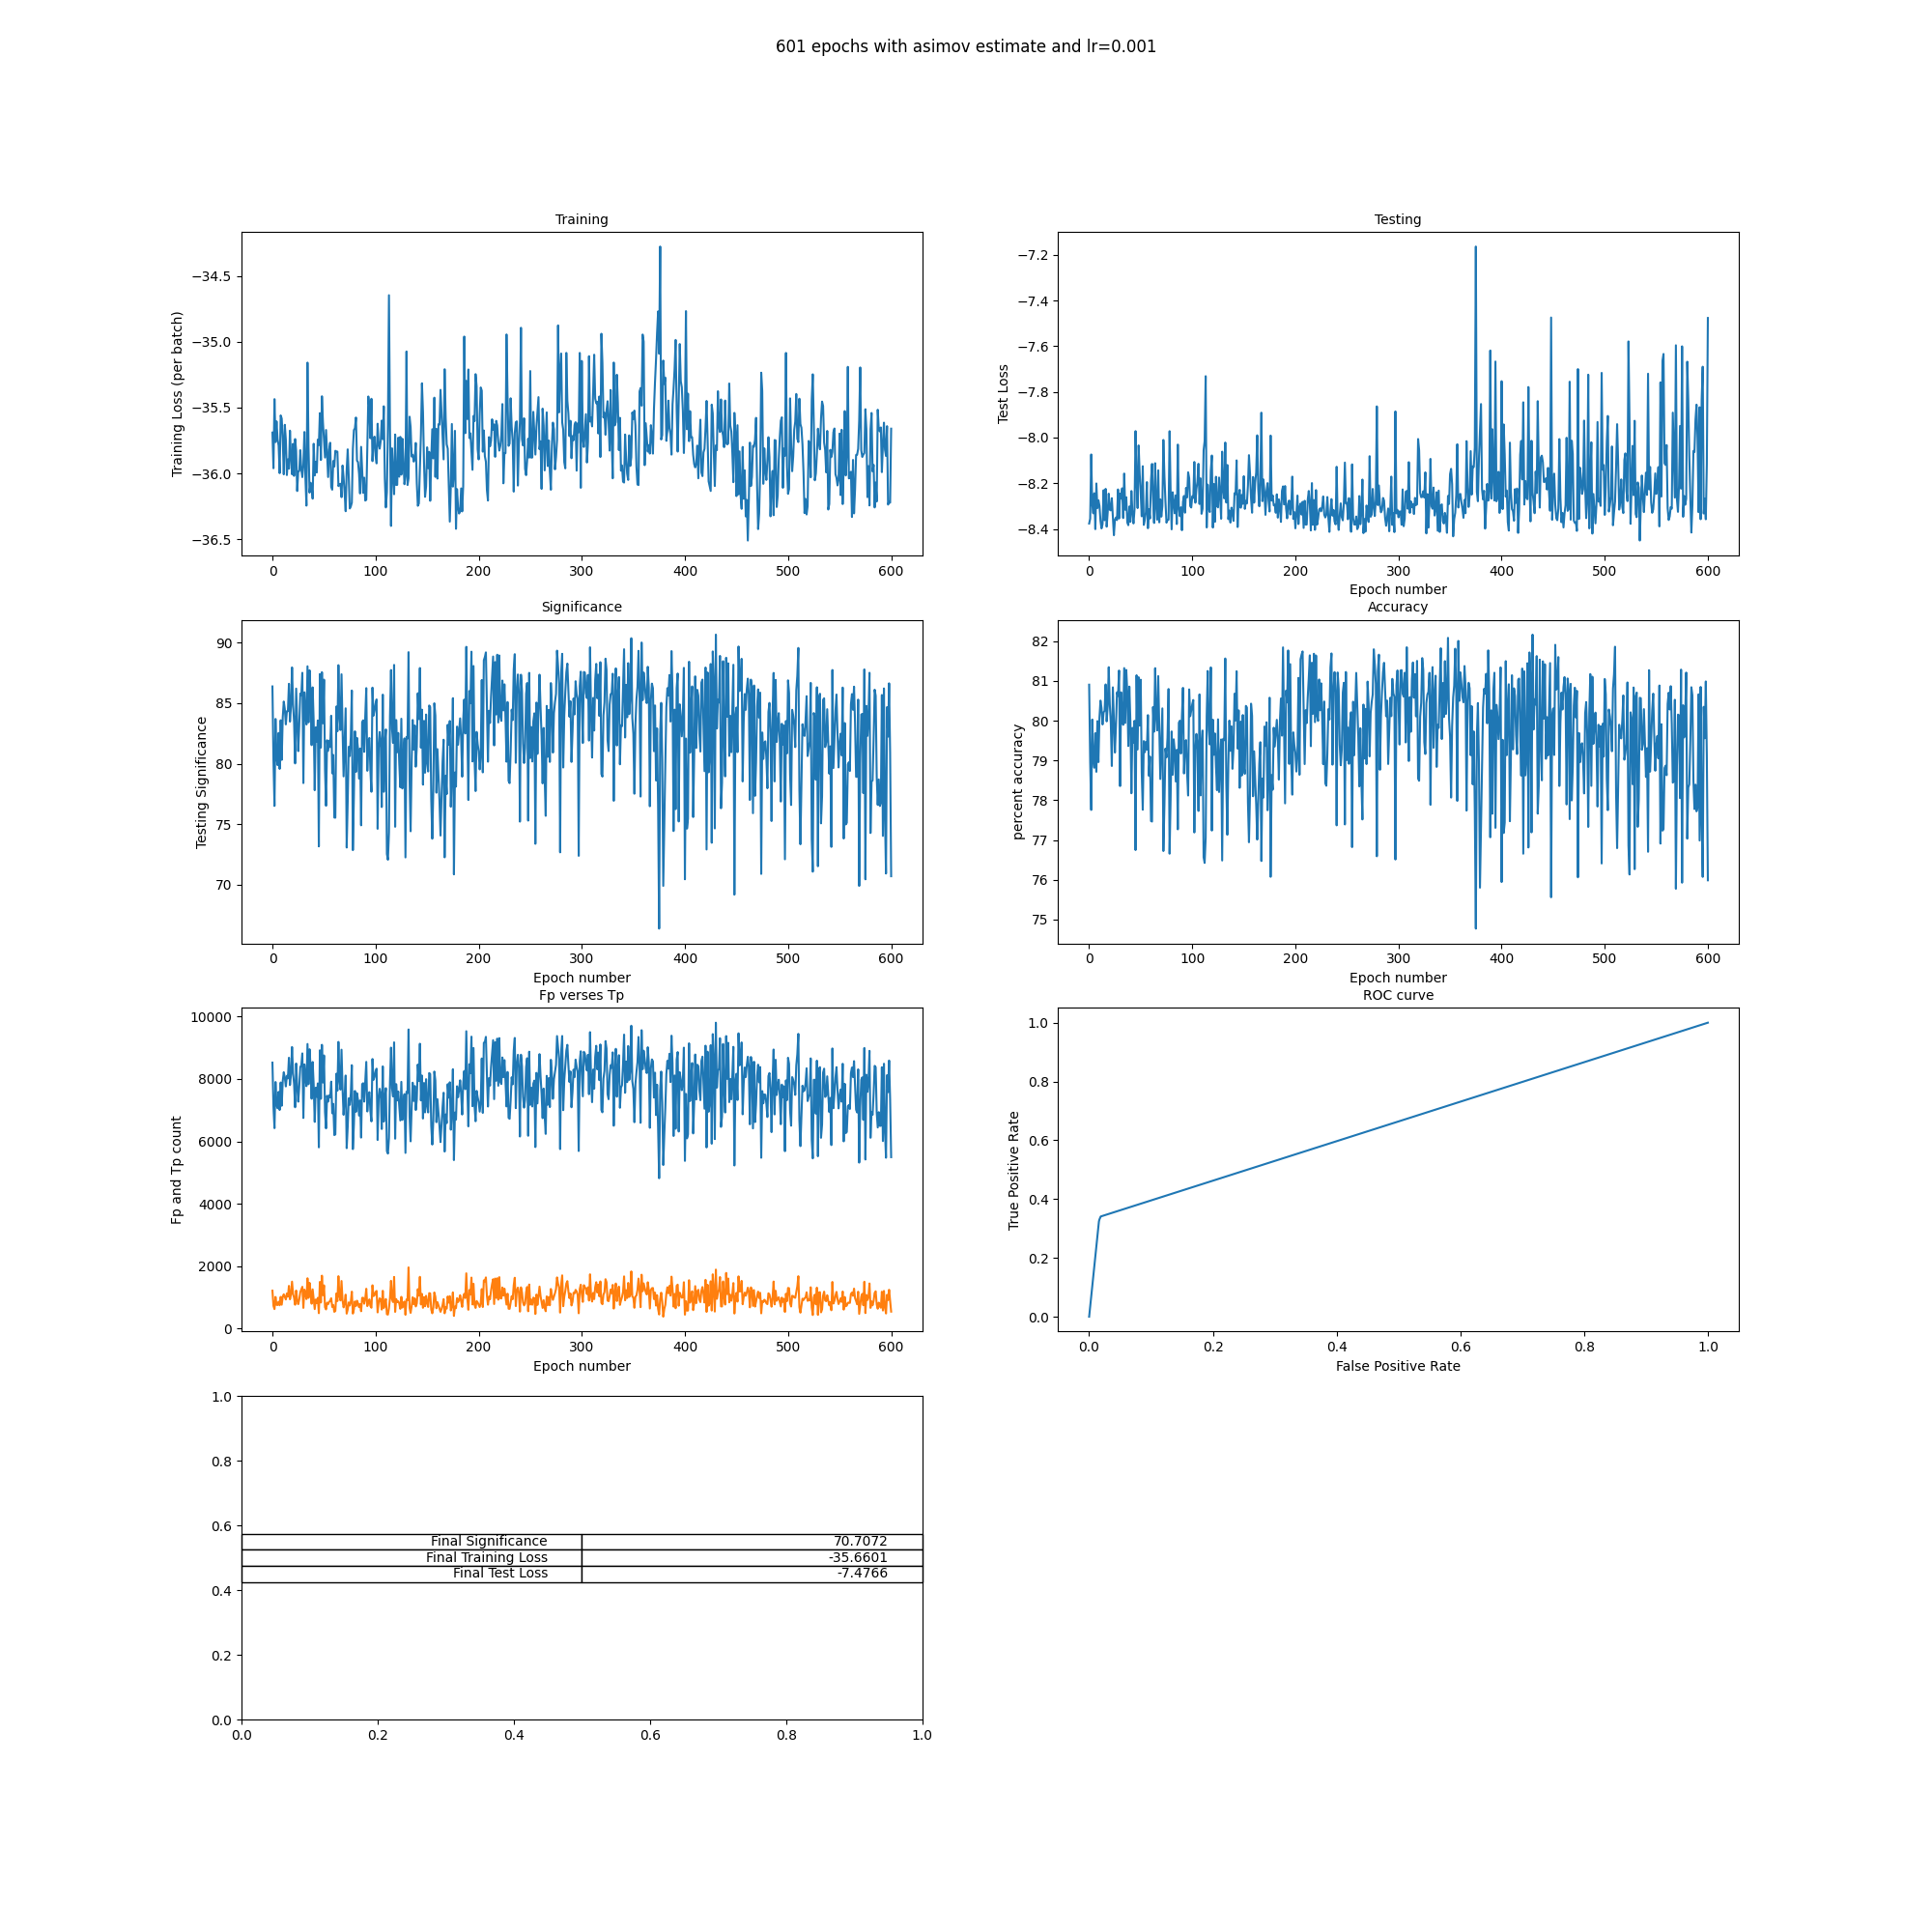 601 epochs with asimov estimate and lr=0.001
Training
Training Loss (per batch)
−34.5
−35.0
−35.5
−36.0
−36.5
0 100 200 300 400 500 600
Testing
Test Loss
−7.2
−7.4
−7.6
−7.8
−8.0
−8.2
−8.4
0 100 200 300 400 500 600
Epoch number
Significance
Testing Significance
90
85
80
75
70
0 100 200 300 400 500 600
Epoch number
Accuracy
percent accuracy
82
81
80
79
78
77
76
75
0 100 200 300 400 500 600
Epoch number
Fp verses Tp
Fp and Tp count
10000
8000
6000
4000
2000
0
0 100 200 300 400 500 600
Epoch number
ROC curve
True Positive Rate
1.0
0.8
0.6
0.4
0.2
0.0
0.0 0.2 0.4 0.6 0.8 1.0
False Positive Rate
1.0
0.8
0.6
Final Significance 70.7072
Final Training Loss -35.6601
Final Test Loss -7.4766
0.4
0.2
0.0
0.0 0.2 0.4 0.6 0.8 1.0